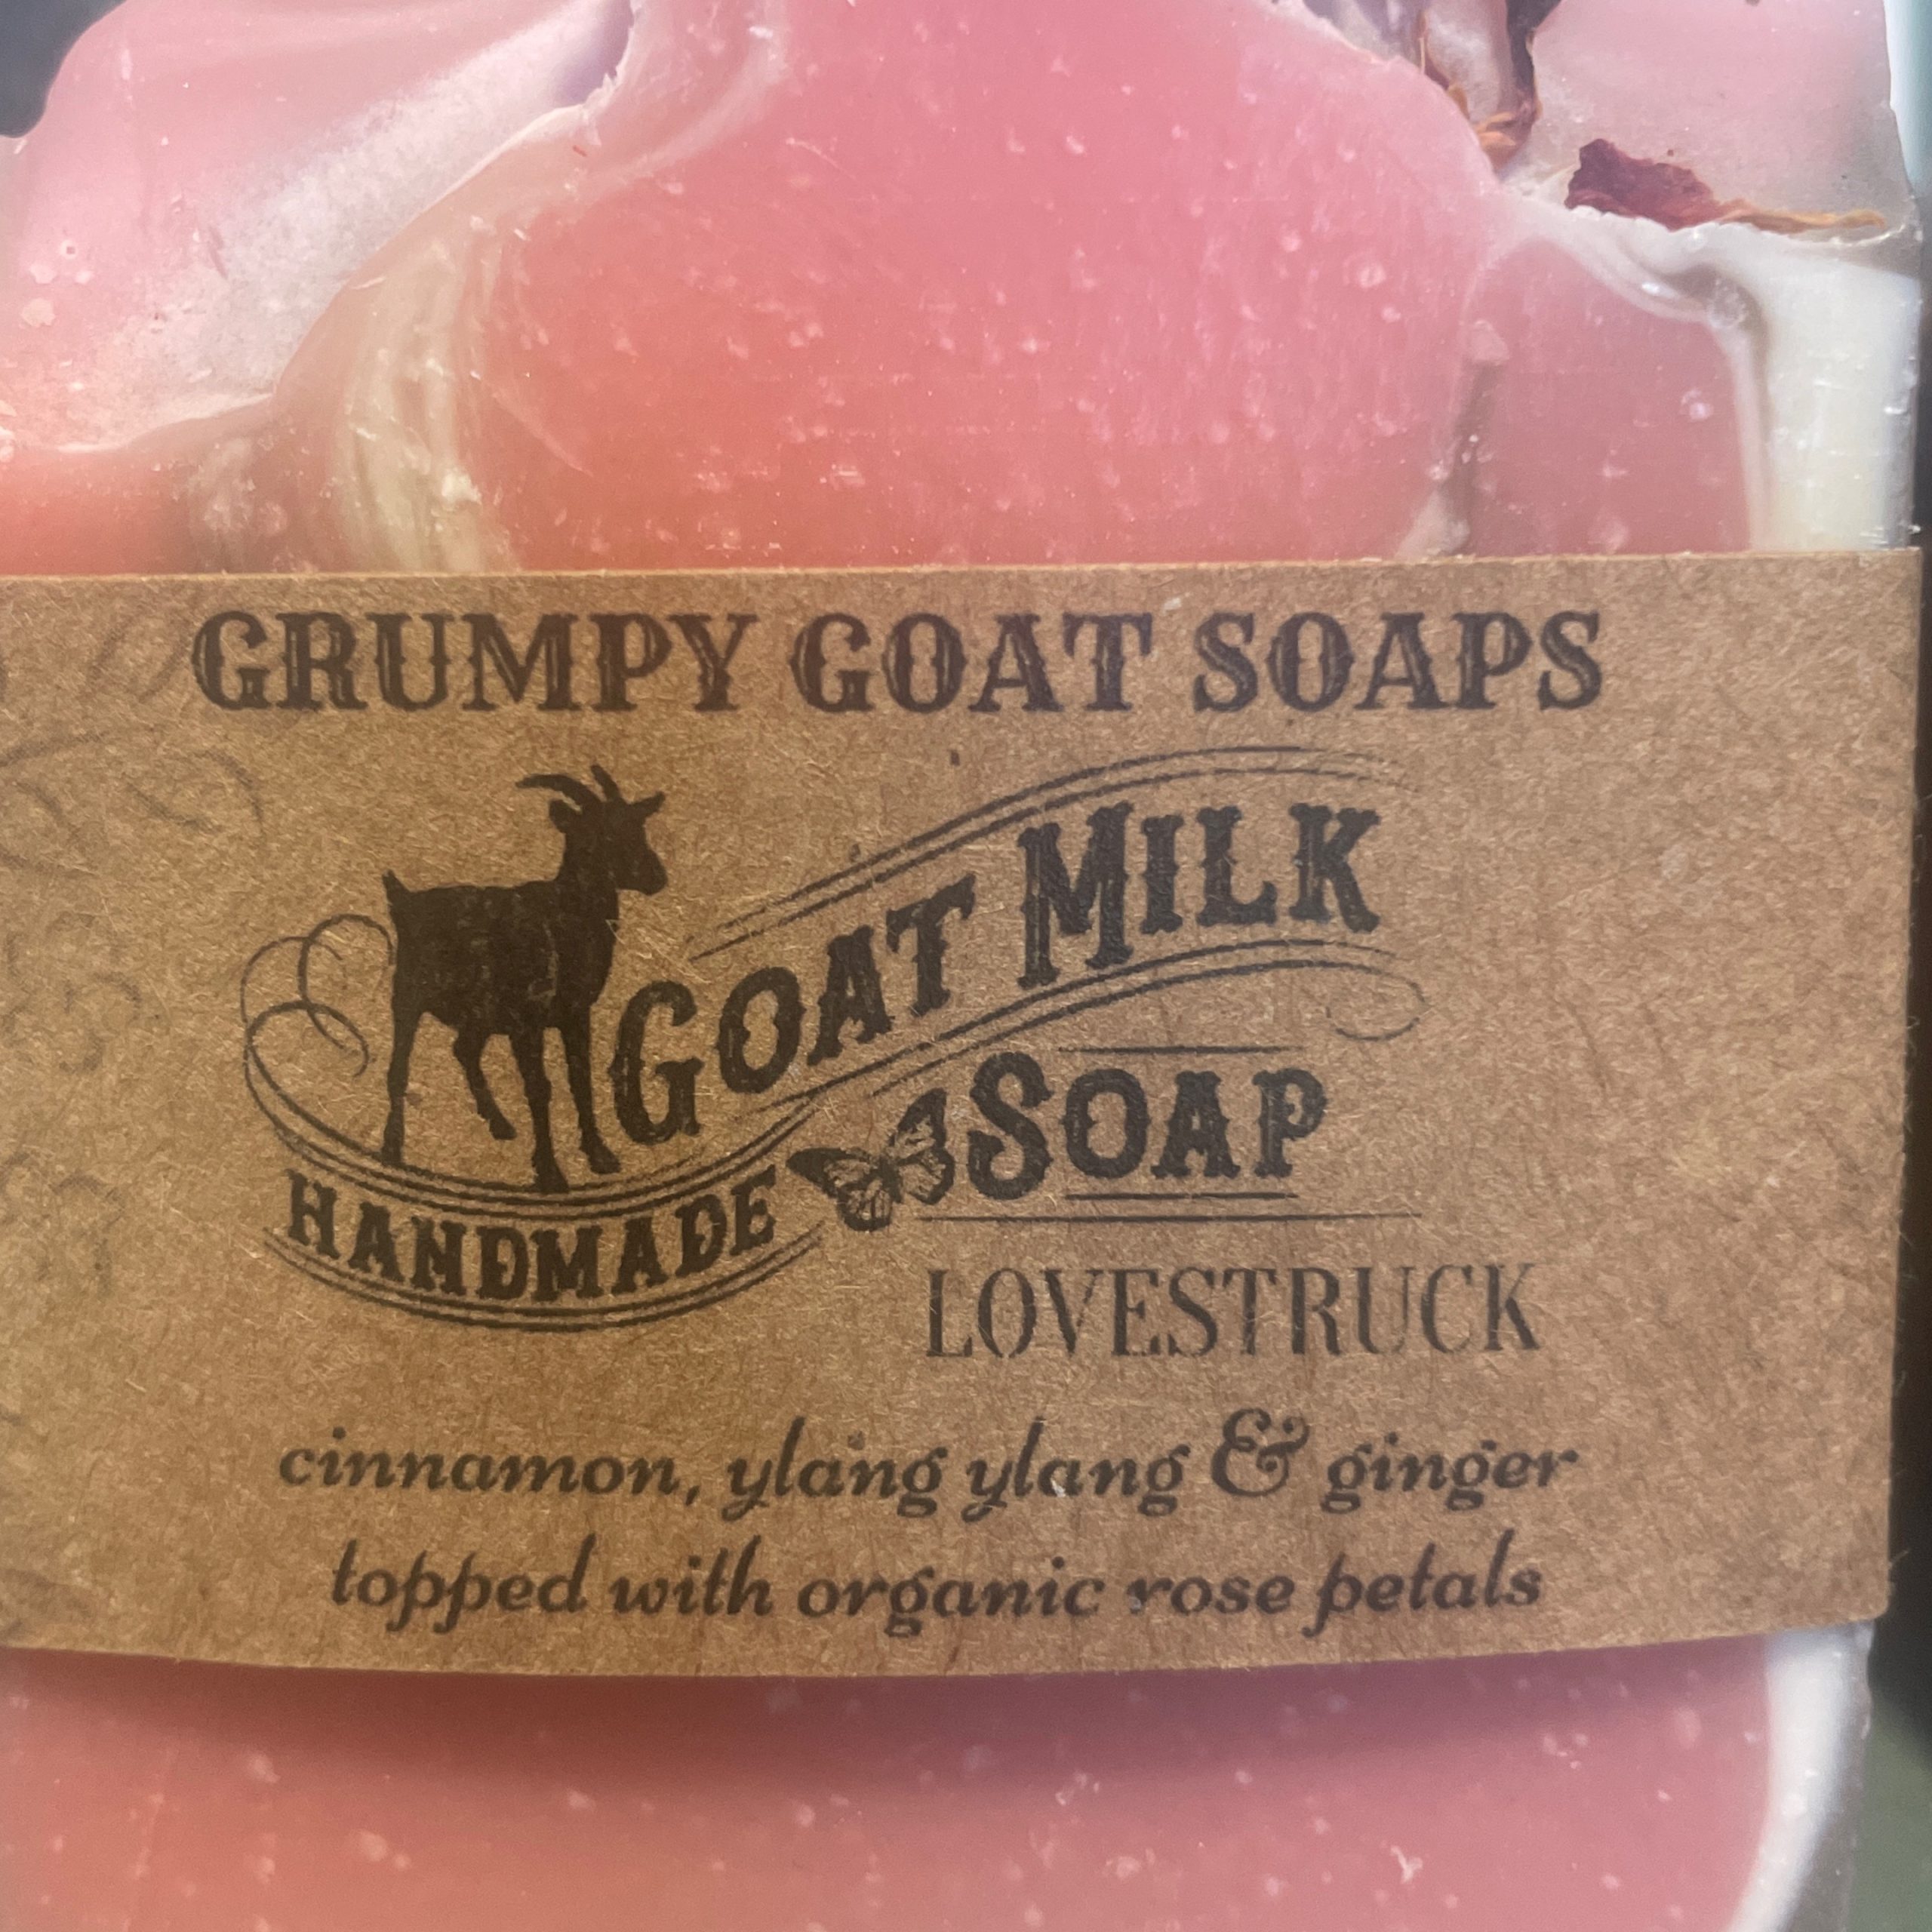 GRUMPY GOAT SOAPS
GOAT MILK
SOAP
HANDMADE
LOVESTRUCK
cinnamon, ylang ylang & ginger
topped with organic rose petals